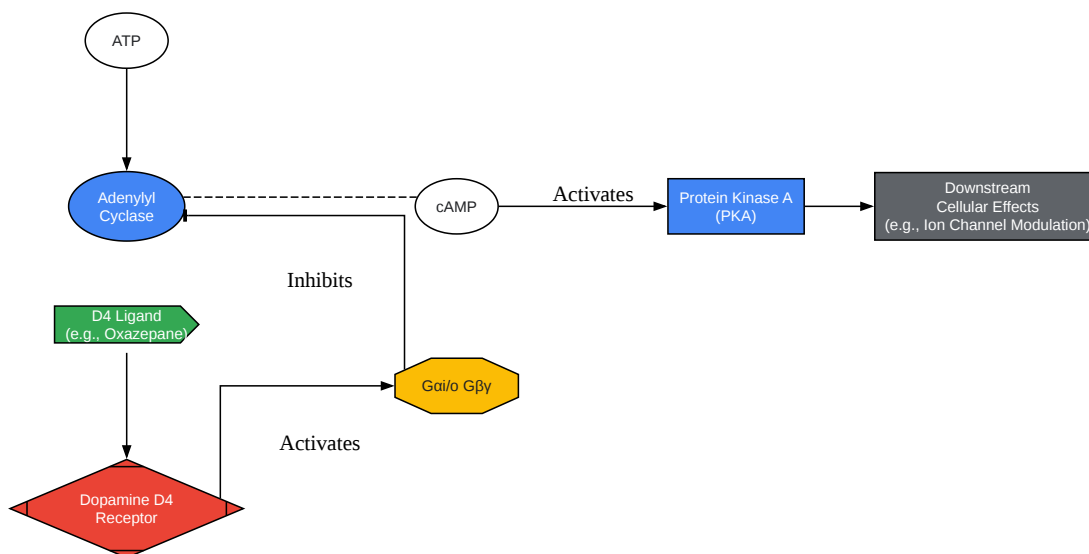 ATP
Adenylyl
Cyclase
cAMP
Activates
Protein Kinase A
(PKA)
Downstream
Cellular Effects
(e.g., Ion Channel Modulation)
Inhibits
D4 Ligand
(e.g., Oxazepane)
Gαi/o Gβγ
Activates
Dopamine D4
Receptor